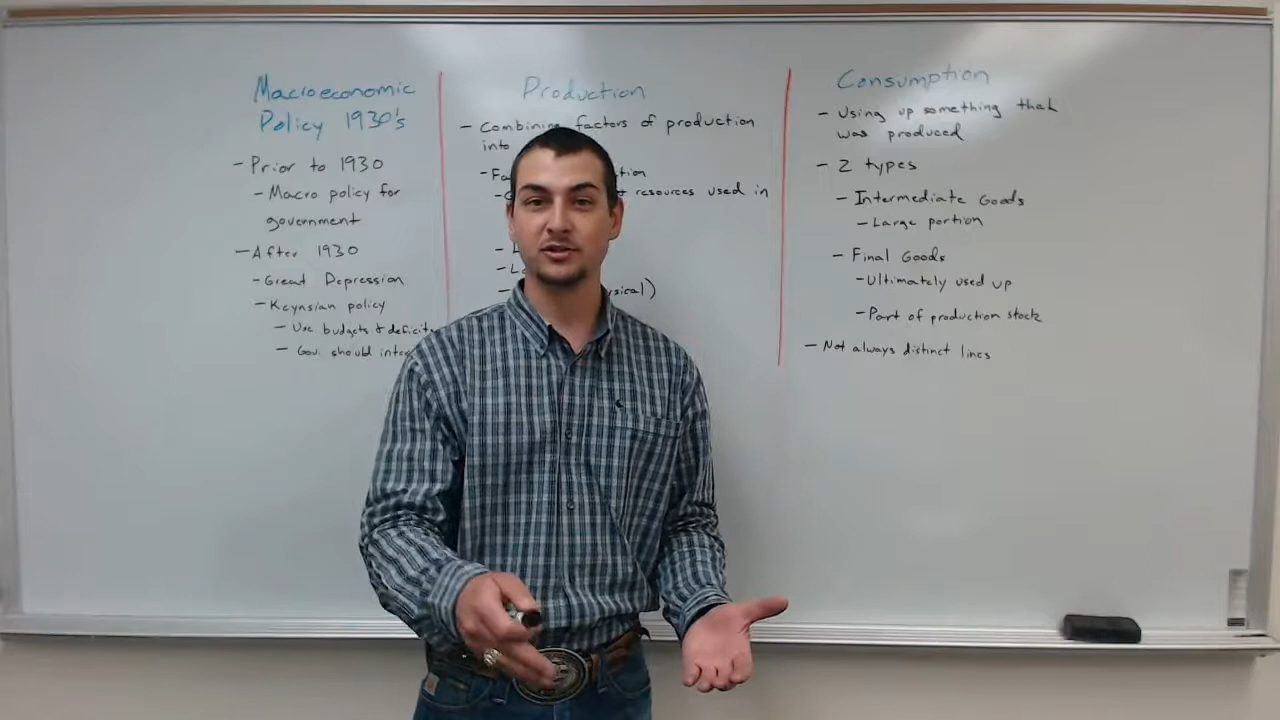 Macroeconomic
Policy 1930's
- Prior to 1930
- Macro policy for
government
- After 1930
- Great Depression
- Keynsian policy
- Use budgets & deficits
- Gov. should
Production
- Combining factors of production
into
- resources used in
Consumption
- Using up something that
was produced
- 2 types
- Intermediate Goods
- Large portion
- Final Goods
- Ultimately used up
- Part of production stock
- Not always distinct lines